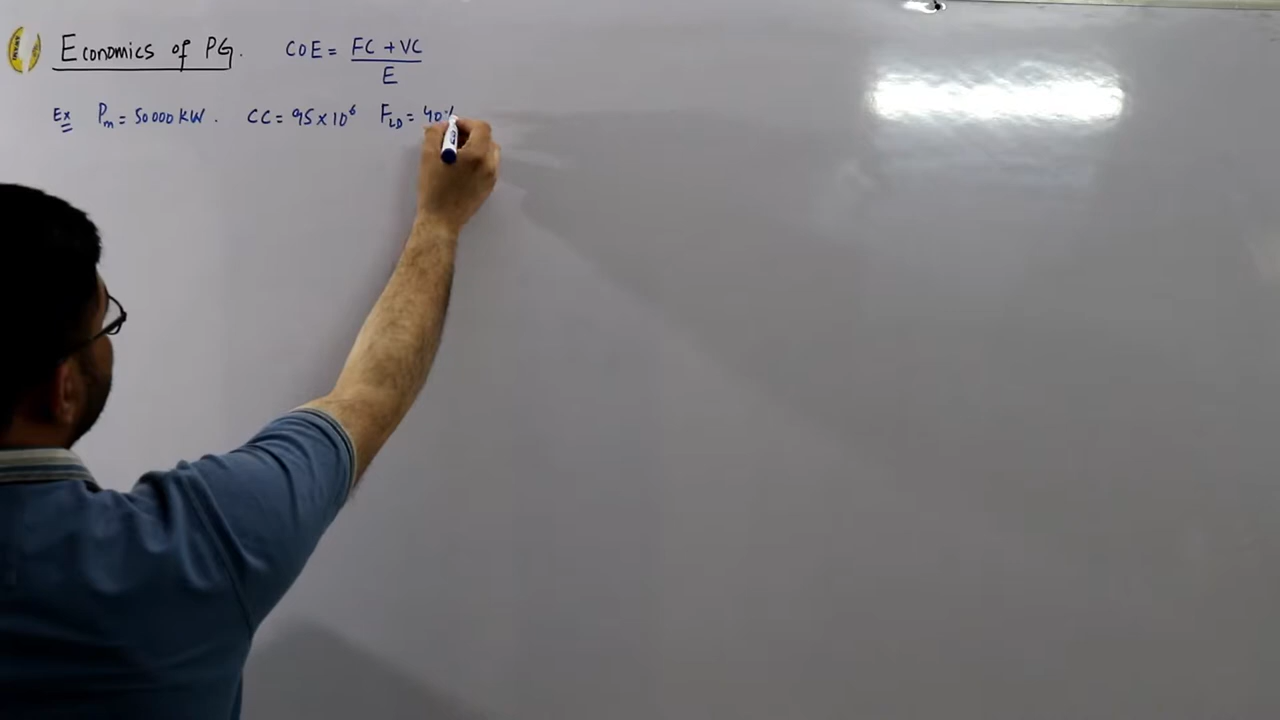 Economics of PG. COE = FC + VC / E
Ex Pm = 50000 KW. CC = 95 x 10^6 FLD = 40%